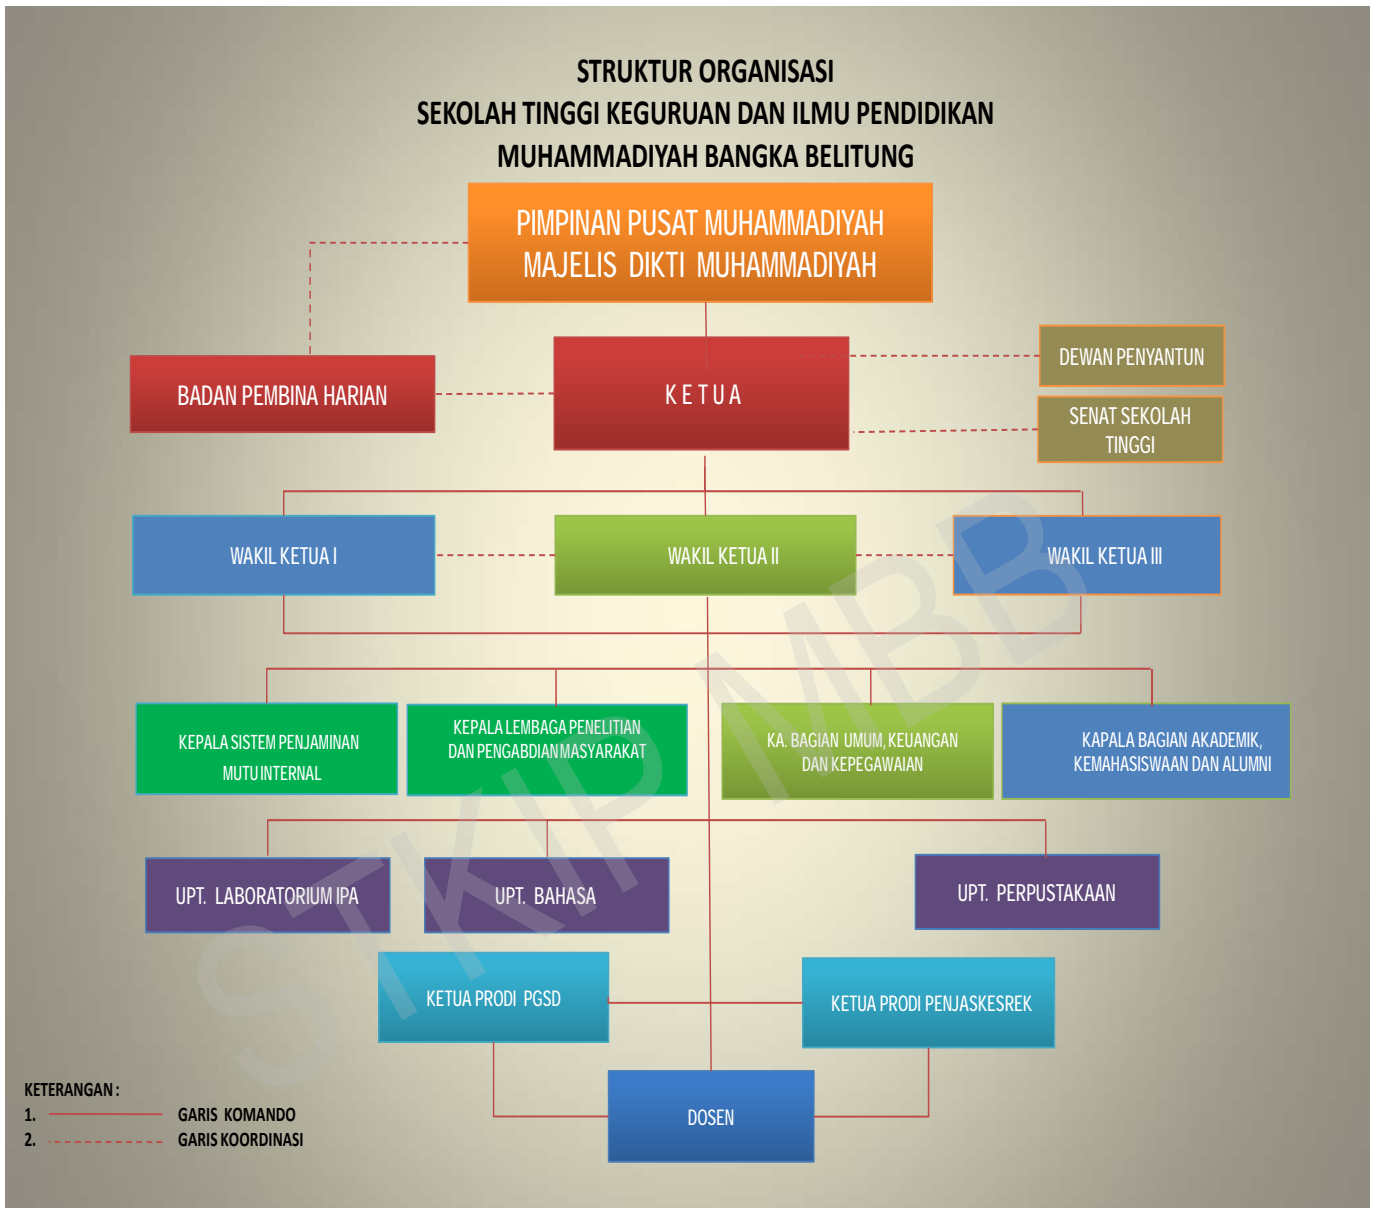 STRUKTUR ORGANISASI
SEKOLAH TINGGI KEGURUAN DAN ILMU PENDIDIKAN
MUHAMMADIYAH BANGKA BELITUNG
PIMPINAN PUSAT MUHAMMADIYAH
MAJELIS DIKTI MUHAMMADIYAH
BADAN PEMBINA HARIAN
K E T U A
DEWAN PENYANTUN
SENAT SEKOLAH
TINGGI
WAKIL KETUA I
WAKIL KETUA II
WAKIL KETUA III
KEPALA SISTEM PENJAMINAN
MUTU INTERNAL
KEPALA LEMBAGA PENELITIAN
DAN PENGABDIAN MASYARAKAT
KA. BAGIAN UMUM, KEUANGAN
DAN KEPEGAWAIAN
KAPALA BAGIAN AKADEMIK,
KEMAHASISWAAN DAN ALUMNI
UPT. LABORATORIUM IPA
UPT. BAHASA
UPT. PERPUSTAKAAN
KETUA PRODI PGSD
KETUA PRODI PENJASKESREK
DOSEN
KETERANGAN :
1. GARIS KOMANDO
2. GARIS KOORDINASI
STKIP MBB